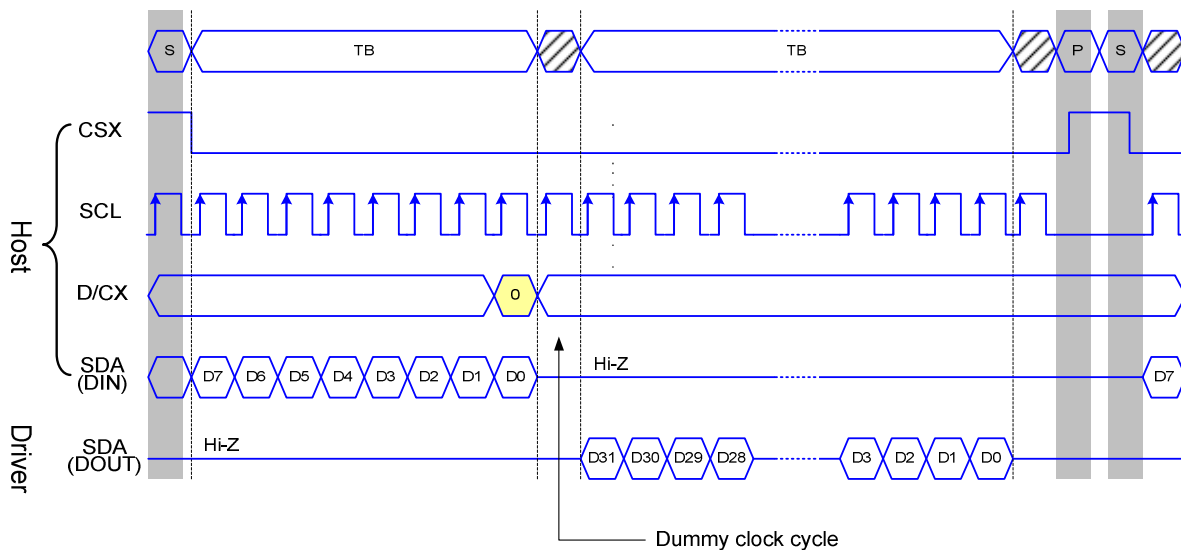 S TB TB P S
CSX
SCL
D/CX 0
Host
SDA
(DIN) D7 D6 D5 D4 D3 D2 D1 D0 Hi-Z D7
Driver
SDA
(DOUT) Hi-Z D31 D30 D29 D28 D3 D2 D1 D0
Dummy clock cycle